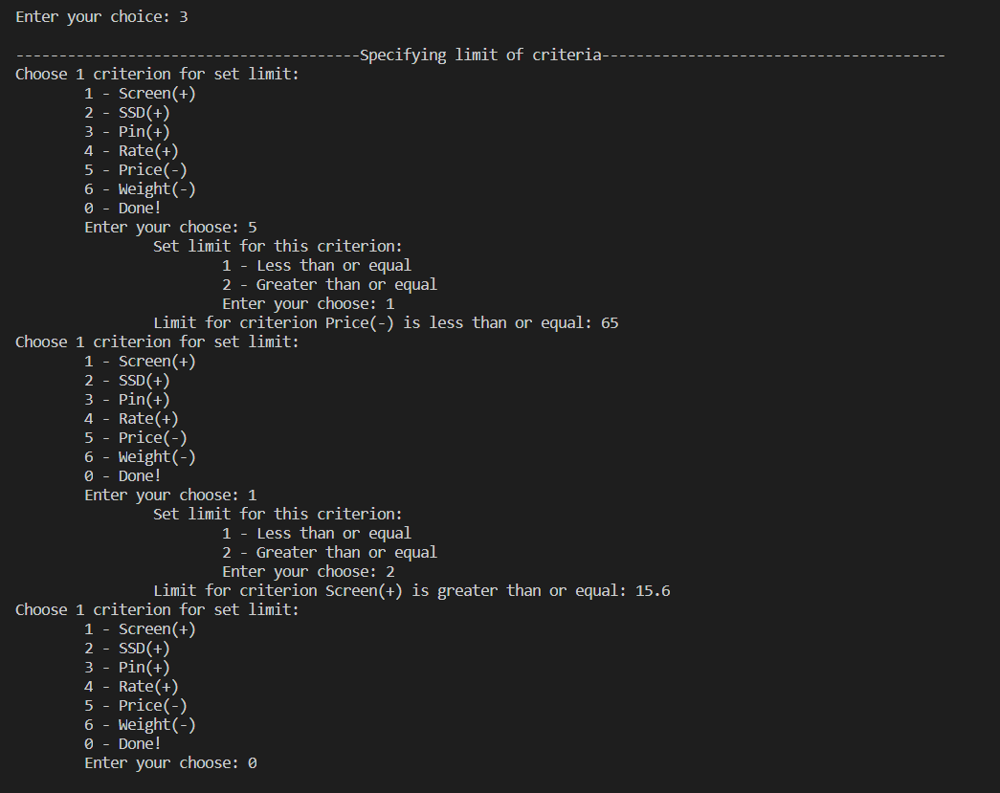 Enter your choice: 3
----------------------------------------Specifying limit of criteria----------------------------------------
Choose 1 criterion for set limit:
1 - Screen(+)
2 - SSD(+)
3 - Pin(+)
4 - Rate(+)
5 - Price(-)
6 - Weight(-)
0 - Done!
Enter your choose: 5
Set limit for this criterion:
1 - Less than or equal
2 - Greater than or equal
Enter your choose: 1
Limit for criterion Price(-) is less than or equal: 65
Choose 1 criterion for set limit:
1 - Screen(+)
2 - SSD(+)
3 - Pin(+)
4 - Rate(+)
5 - Price(-)
6 - Weight(-)
0 - Done!
Enter your choose: 1
Set limit for this criterion:
1 - Less than or equal
2 - Greater than or equal
Enter your choose: 2
Limit for criterion Screen(+) is greater than or equal: 15.6
Choose 1 criterion for set limit:
1 - Screen(+)
2 - SSD(+)
3 - Pin(+)
4 - Rate(+)
5 - Price(-)
6 - Weight(-)
0 - Done!
Enter your choose: 0